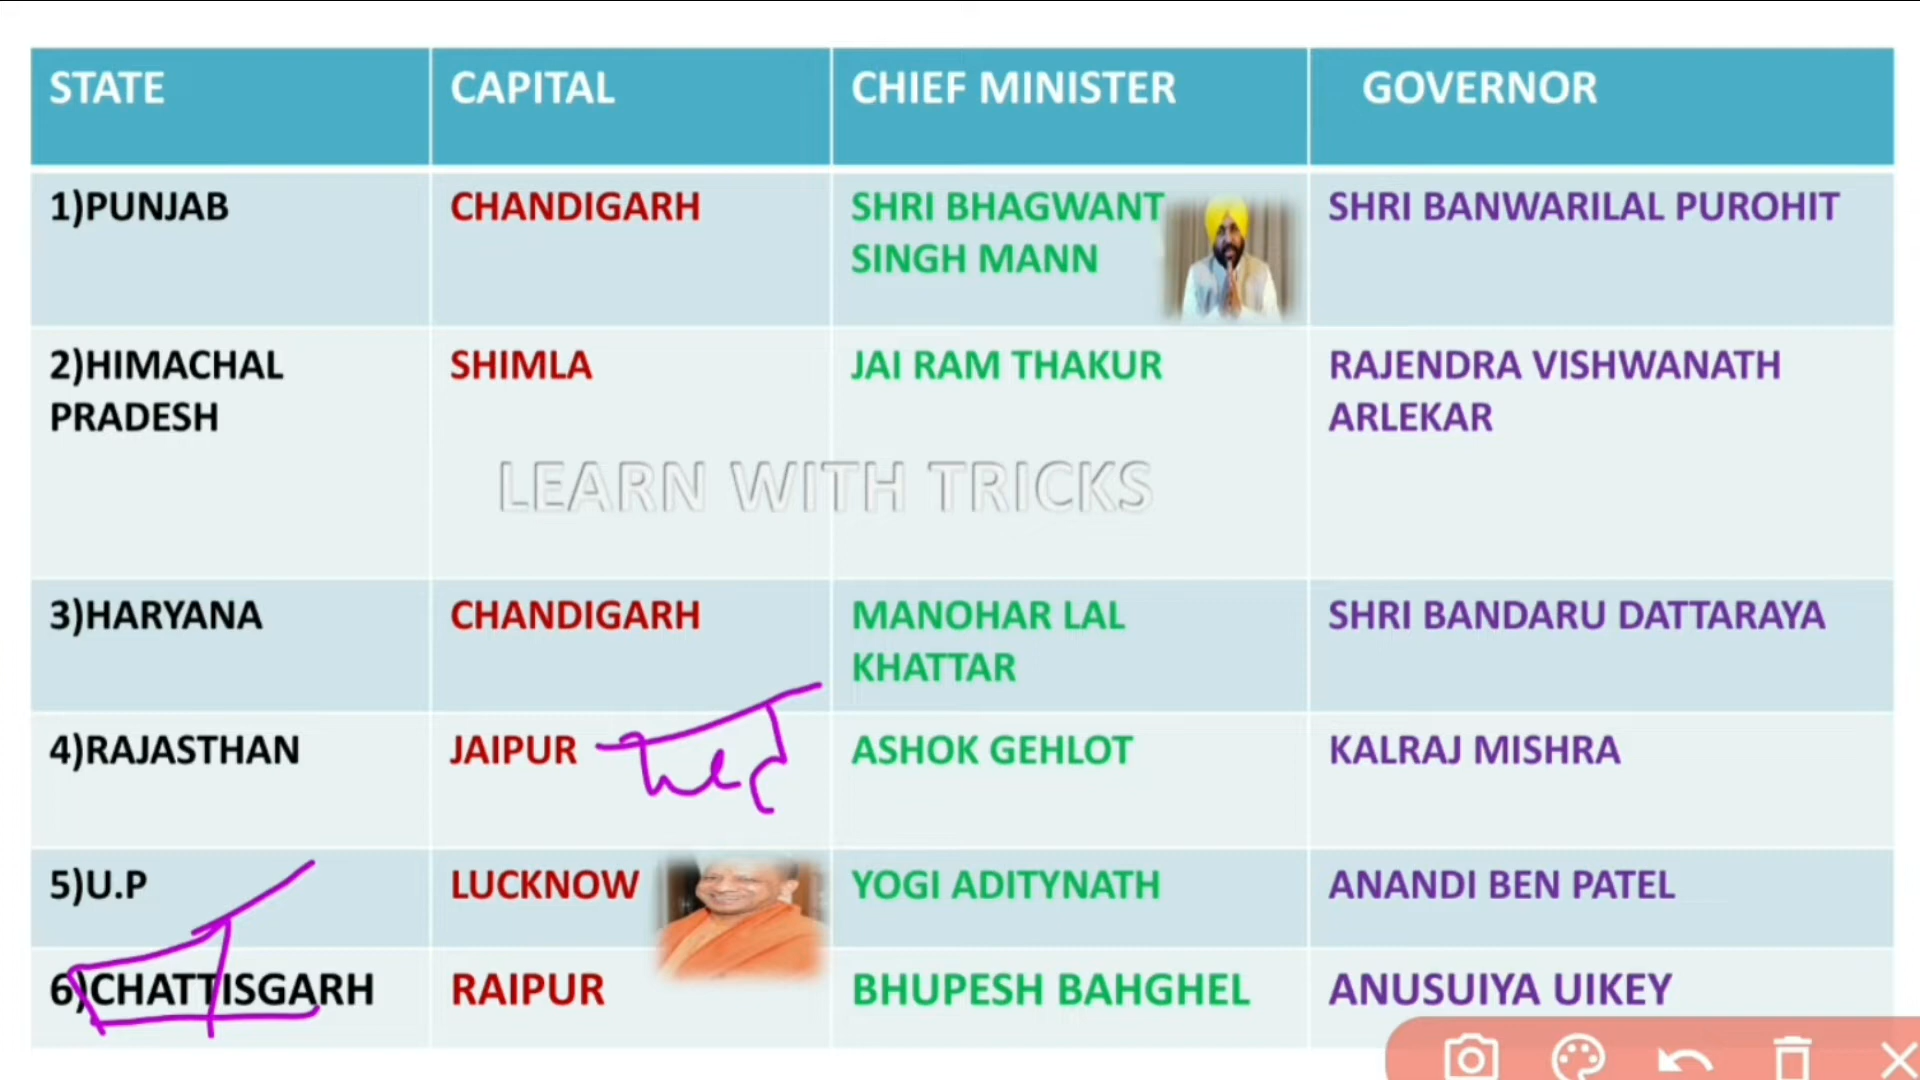 STATE CAPITAL CHIEF MINISTER GOVERNOR
1)PUNJAB CHANDIGARH SHRI BHAGWANT SHRI BANWARILAL PUROHIT
SINGH MANN
2)HIMACHAL SHIMLA JAI RAM THAKUR RAJENDRA VISHWANATH
PRADESH ARLEKAR
LEARN WITH TRICKS
3)HARYANA CHANDIGARH MANOHAR LAL SHRI BANDARU DATTARAYA
KHATTAR
4)RAJASTHAN JAIPUR ASHOK GEHLOT KALRAJ MISHRA
5)U.P LUCKNOW YOGI ADITYNATH ANANDI BEN PATEL
6)CHATTISGARH RAIPUR BHUPESH BAHGHEL ANUSUIYA UIKEY